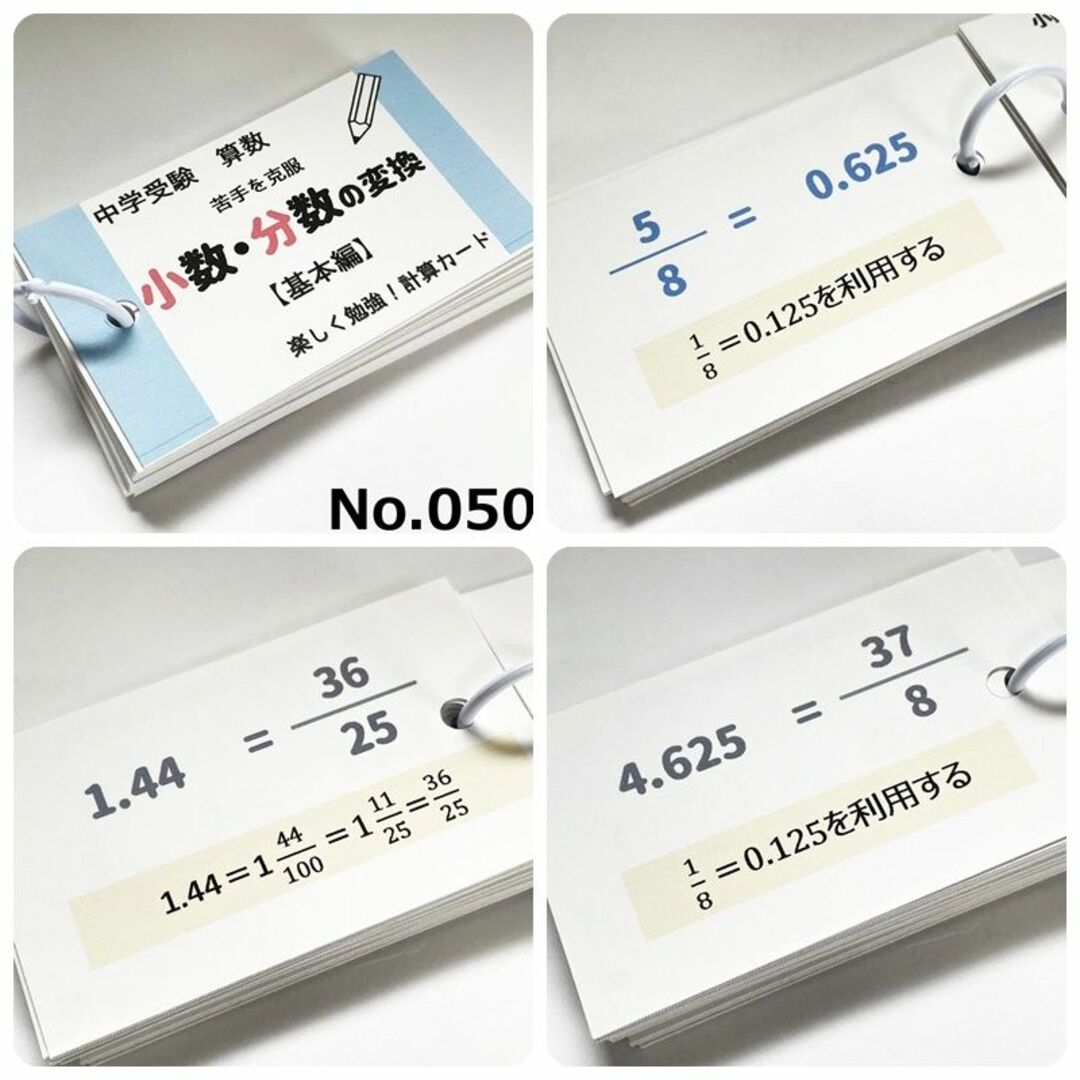 中学受験 算数
苦手を克服
小数・分数の変換
【基本編】
楽しく勉強！計算カード
No.050
5/8 = 0.625
1/8=0.125を利用する
1.44 = 36/25
1.44=1 44/100=1 11/25=36/25
4.625 = 37/8
1/8=0.125を利用する